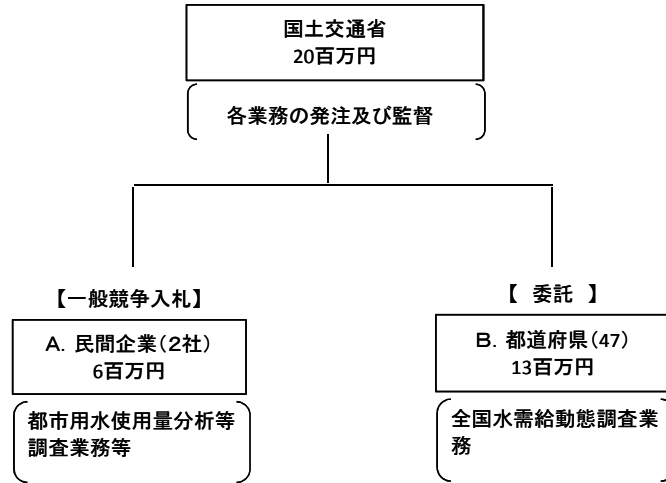 国土交通省
20百万円
各業務の発注及び監督
【一般競争入札】
A. 民間企業(2社)
6百万円
都市用水使用量分析等
調査業務等
【 委託 】
B. 都道府県(47)
13百万円
全国水需給動態調査業
務